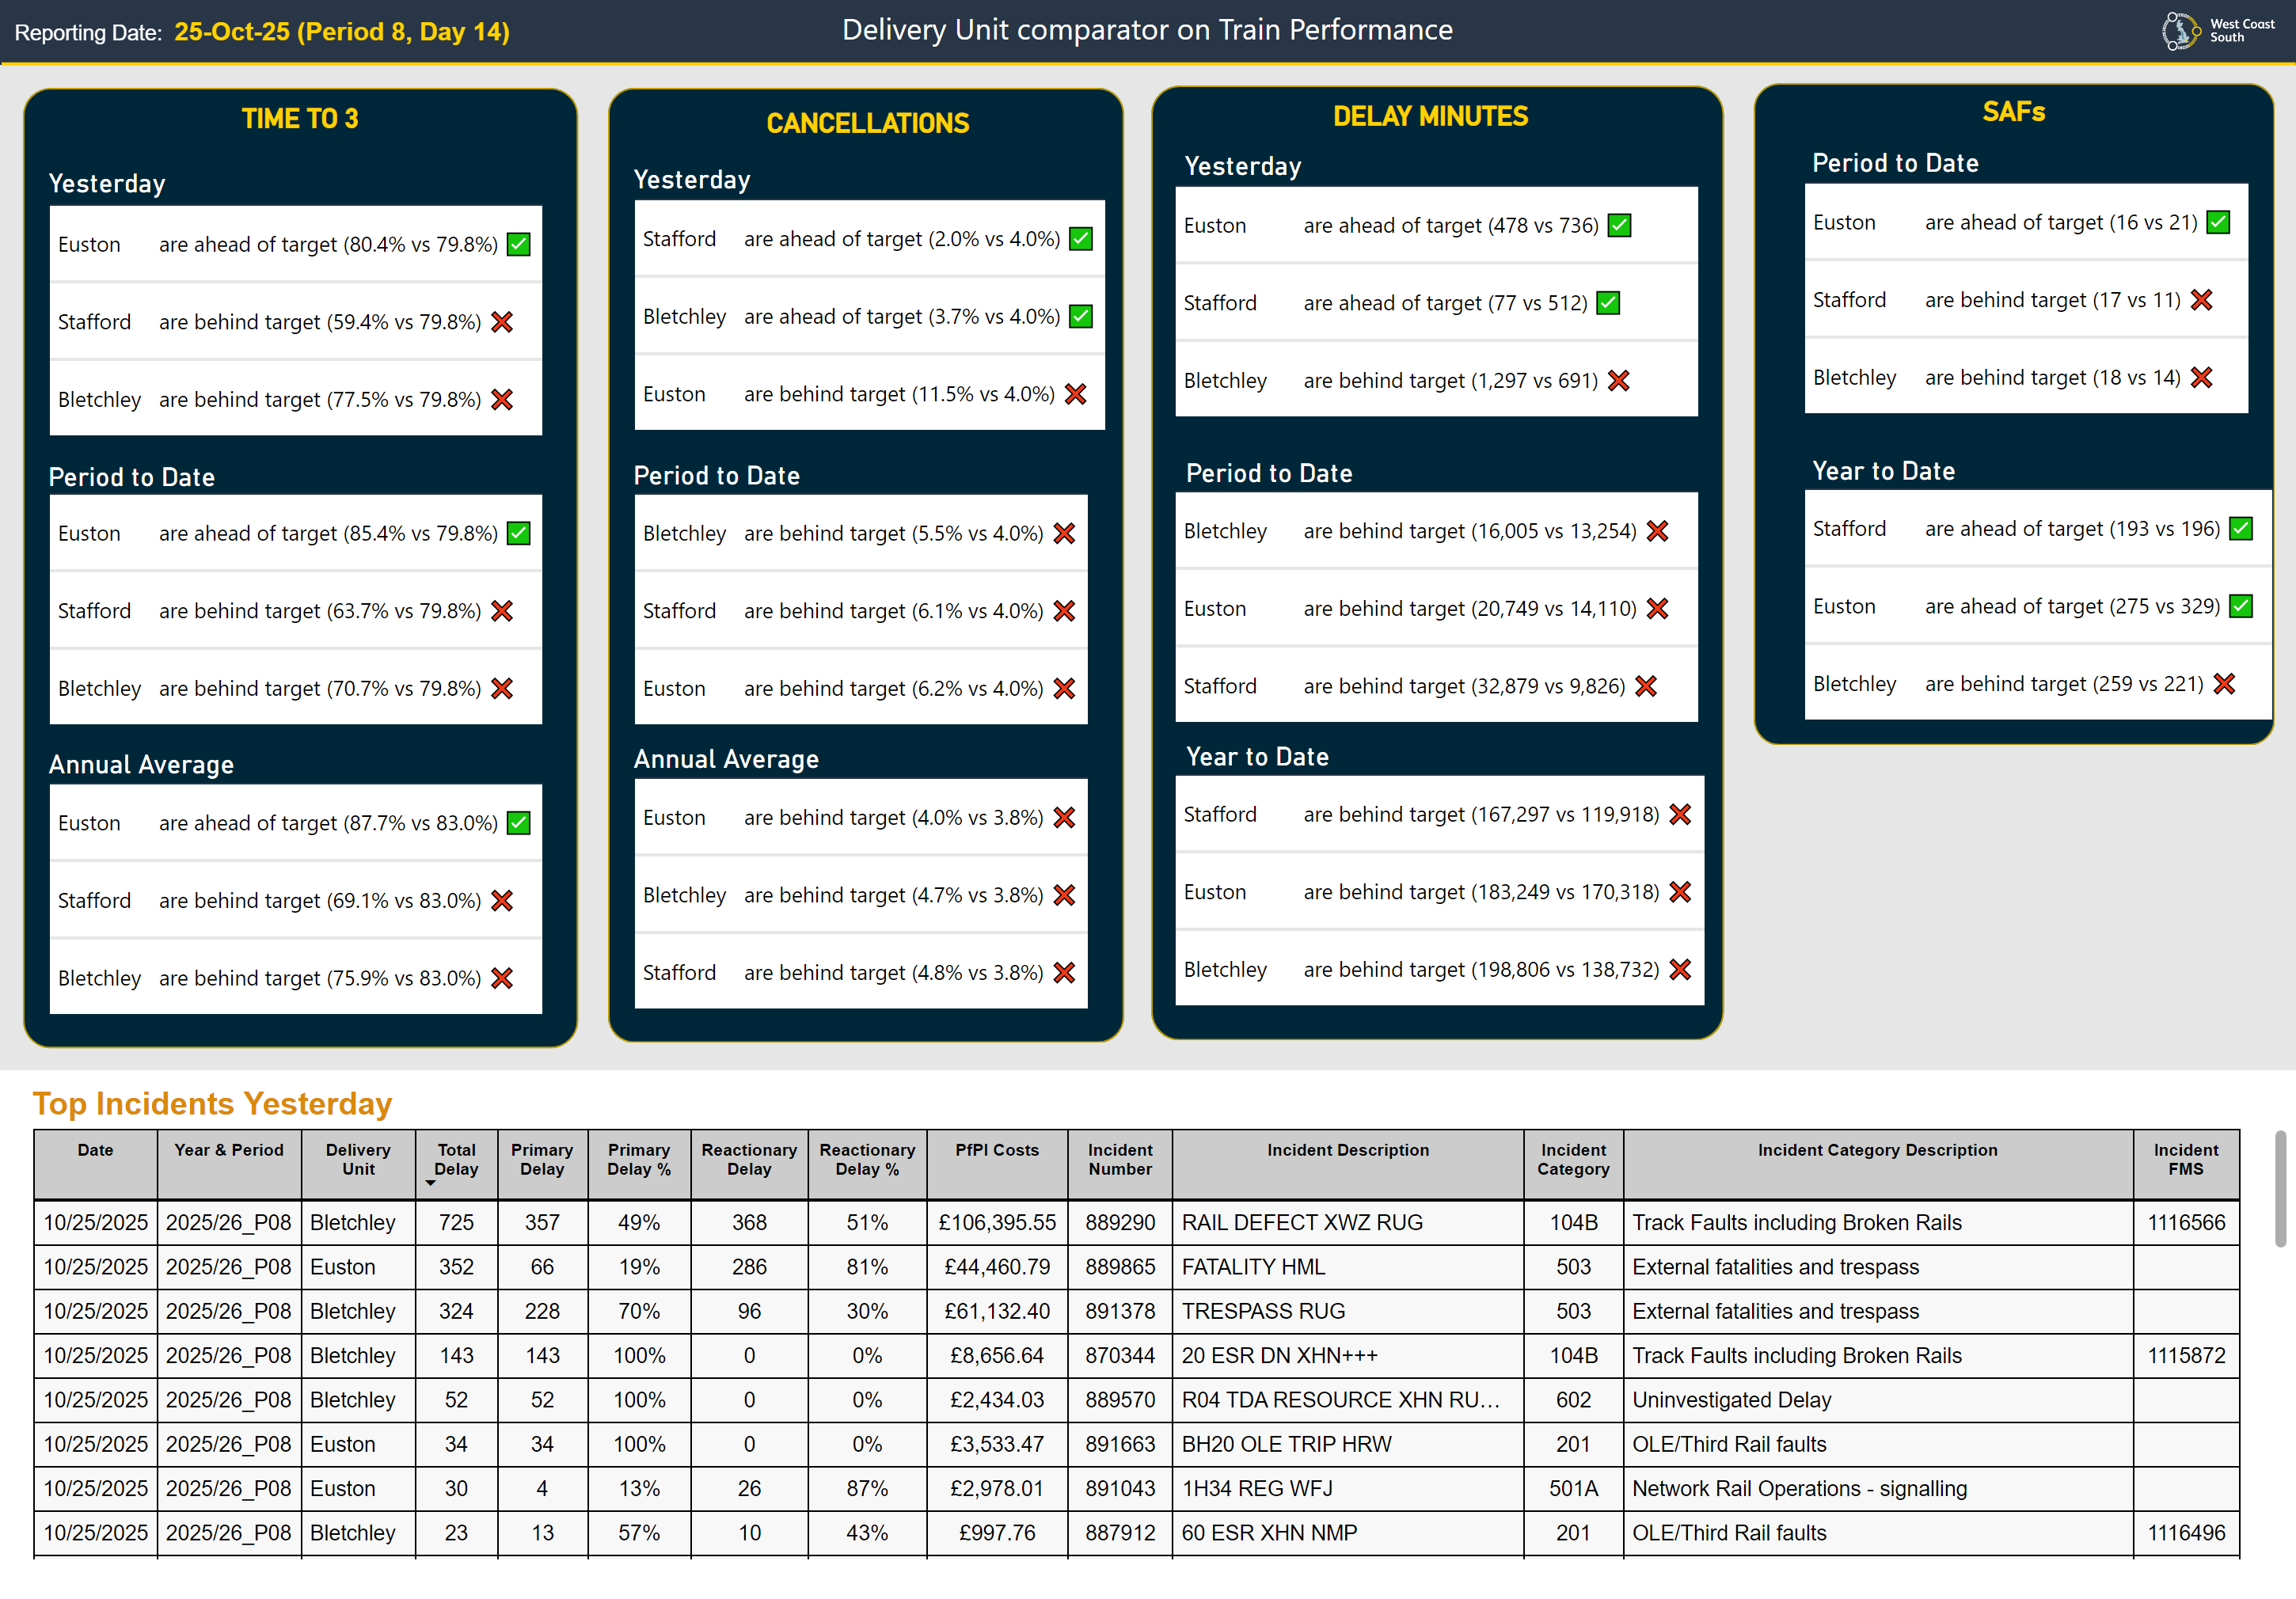 Reporting Date: 25-Oct-25 (Period 8, Day 14)
Delivery Unit comparator on Train Performance
West Coast
South
TIME TO 3
Yesterday
Euston are ahead of target (80.4% vs 79.8%) ✅
Stafford are behind target (59.4% vs 79.8%) ❌
Bletchley are behind target (77.5% vs 79.8%) ❌
Period to Date
Euston are ahead of target (85.4% vs 79.8%) ✅
Stafford are behind target (63.7% vs 79.8%) ❌
Bletchley are behind target (70.7% vs 79.8%) ❌
Annual Average
Euston are ahead of target (87.7% vs 83.0%) ✅
Stafford are behind target (69.1% vs 83.0%) ❌
Bletchley are behind target (75.9% vs 83.0%) ❌
CANCELLATIONS
Yesterday
Stafford are ahead of target (2.0% vs 4.0%) ✅
Bletchley are ahead of target (3.7% vs 4.0%) ✅
Euston are behind target (11.5% vs 4.0%) ❌
Period to Date
Bletchley are behind target (5.5% vs 4.0%) ❌
Stafford are behind target (6.1% vs 4.0%) ❌
Euston are behind target (6.2% vs 4.0%) ❌
Annual Average
Euston are behind target (4.0% vs 3.8%) ❌
Bletchley are behind target (4.7% vs 3.8%) ❌
Stafford are behind target (4.8% vs 3.8%) ❌
DELAY MINUTES
Yesterday
Euston are ahead of target (478 vs 736) ✅
Stafford are ahead of target (77 vs 512) ✅
Bletchley are behind target (1,297 vs 691) ❌
Period to Date
Bletchley are behind target (16,005 vs 13,254) ❌
Euston are behind target (20,749 vs 14,110) ❌
Stafford are behind target (32,879 vs 9,826) ❌
Year to Date
Stafford are behind target (167,297 vs 119,918) ❌
Euston are behind target (183,249 vs 170,318) ❌
Bletchley are behind target (198,806 vs 138,732) ❌
SAFs
Period to Date
Euston are ahead of target (16 vs 21) ✅
Stafford are behind target (17 vs 11) ❌
Bletchley are behind target (18 vs 14) ❌
Year to Date
Stafford are ahead of target (193 vs 196) ✅
Euston are ahead of target (275 vs 329) ✅
Bletchley are behind target (259 vs 221) ❌
Top Incidents Yesterday
Date Year & Period Delivery Unit Total Delay Primary Delay Primary Delay % Reactionary Delay Reactionary Delay % PfPI Costs Incident Number Incident Description Incident Category Incident Category Description Incident FMS
10/25/2025 2025/26_P08 Bletchley 725 357 49% 368 51% £106,395.55 889290 RAIL DEFECT XWZ RUG 104B Track Faults including Broken Rails 1116566
10/25/2025 2025/26_P08 Euston 352 66 19% 286 81% £44,460.79 889865 FATALITY HML 503 External fatalities and trespass
10/25/2025 2025/26_P08 Bletchley 324 228 70% 96 30% £61,132.40 891378 TRESPASS RUG 503 External fatalities and trespass
10/25/2025 2025/26_P08 Bletchley 143 143 100% 0 0% £8,656.64 870344 20 ESR DN XHN+++ 104B Track Faults including Broken Rails 1115872
10/25/2025 2025/26_P08 Bletchley 52 52 100% 0 0% £2,434.03 889570 R04 TDA RESOURCE XHN RU… 602 Uninvestigated Delay
10/25/2025 2025/26_P08 Euston 34 34 100% 0 0% £3,533.47 891663 BH20 OLE TRIP HRW 201 OLE/Third Rail faults
10/25/2025 2025/26_P08 Euston 30 4 13% 26 87% £2,978.01 891043 1H34 REG WFJ 501A Network Rail Operations - signalling
10/25/2025 2025/26_P08 Bletchley 23 13 57% 10 43% £997.76 887912 60 ESR XHN NMP 201 OLE/Third Rail faults 1116496